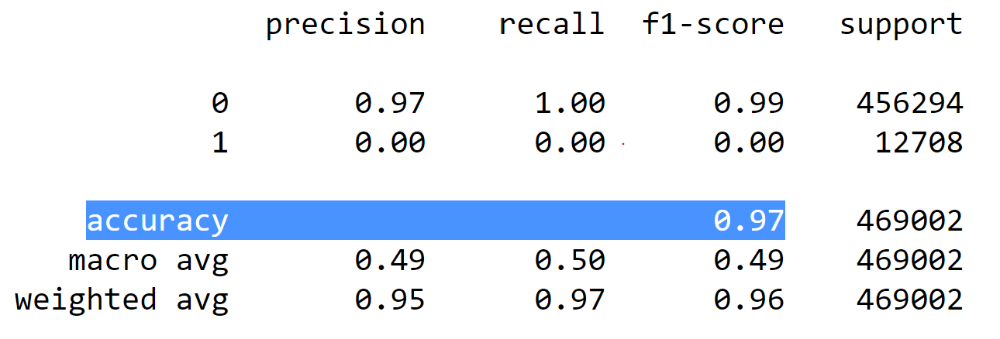 precision recall f1-score support
0 0.97 1.00 0.99 456294
1 0.00 0.00 0.00 12708
accuracy 0.97 469002
macro avg 0.49 0.50 0.49 469002
weighted avg 0.95 0.97 0.96 469002